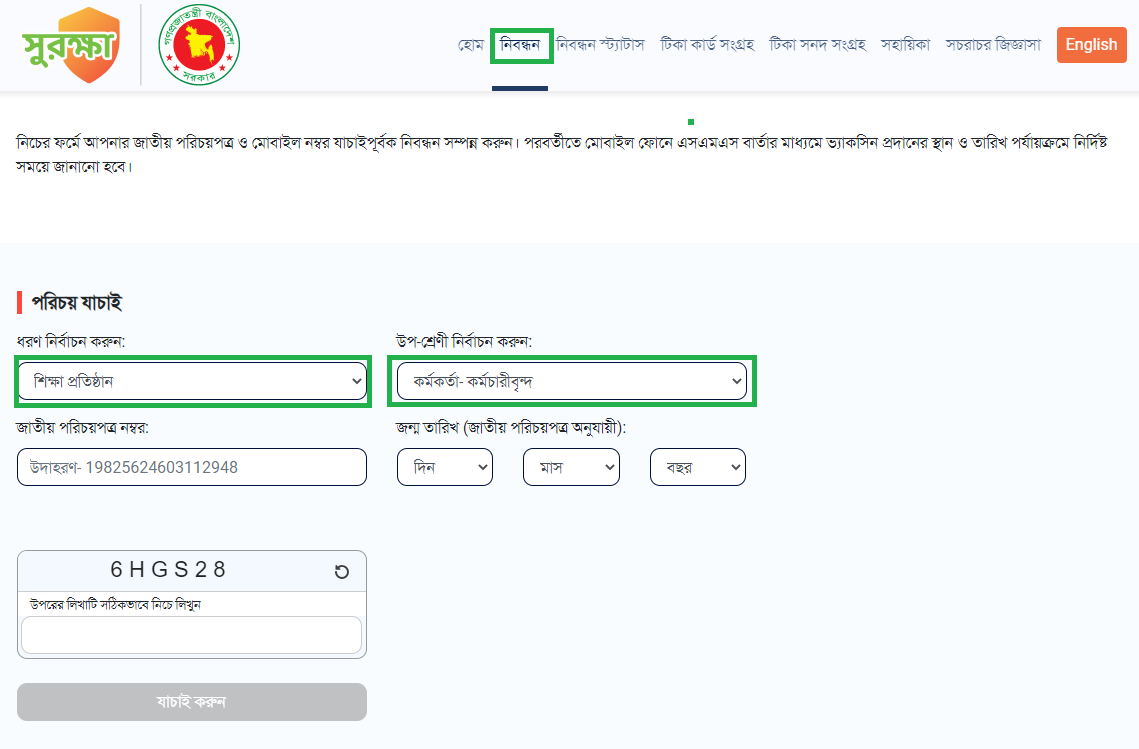 সুরক্ষা
গণপ্রজাতন্ত্রী বাংলাদেশ
সরকার
হোম নিবন্ধন নিবন্ধন স্ট্যাটাস টিকা কার্ড সংগ্রহ টিকা সনদ সংগ্রহ সহায়িকা সচরাচর জিজ্ঞাসা English
নিচের ফর্মে আপনার জাতীয় পরিচয়পত্র ও মোবাইল নম্বর যাচাইপূর্বক নিবন্ধন সম্পন্ন করুন। পরবর্তীতে মোবাইল ফোনে এসএমএস বার্তার মাধ্যমে ভ্যাকসিন প্রদানের স্থান ও তারিখ পর্যায়ক্রমে নির্দিষ্ট
সময়ে জানানো হবে।
পরিচয় যাচাই
ধরণ নির্বাচন করুন: উপ-শ্রেণী নির্বাচন করুন:
শিক্ষা প্রতিষ্ঠান কর্মকর্তা- কর্মচারীবৃন্দ
জাতীয় পরিচয়পত্র নম্বর: জন্ম তারিখ (জাতীয় পরিচয়পত্র অনুযায়ী):
উদাহরণ- 19825624603112948 দিন মাস বছর
6 H G S 2 8
উপরের লিখাটি সঠিকভাবে নিচে লিখুন
যাচাই করুন